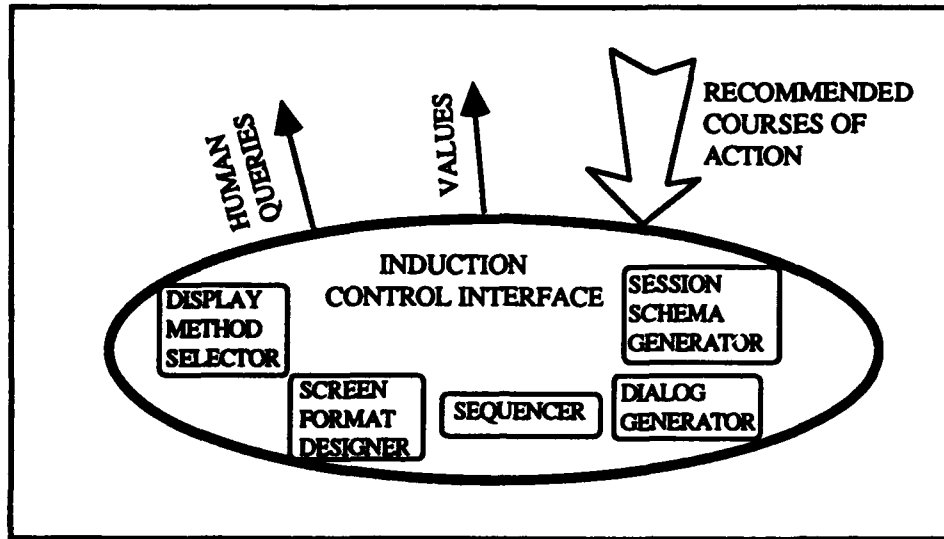 RECOMMENDED
COURSES OF
ACTION
HUMAN
QUERIES
VALUES
INDUCTION
CONTROL INTERFACE
DISPLAY
METHOD
SELECTOR
SCREEN
FORMAT
DESIGNER
SEQUENCER
SESSION
SCHEMA
GENERATOR
DIALOG
GENERATOR